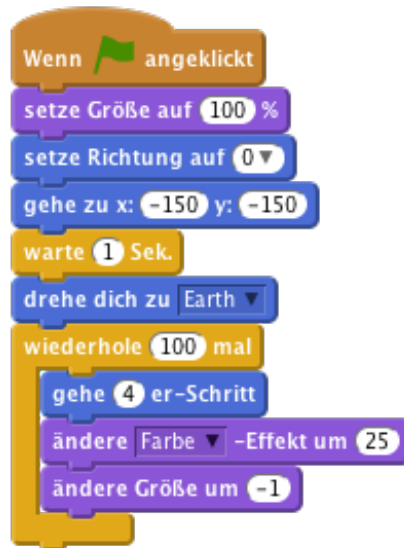 Wenn angeklickt
setze Größe auf 100 %
setze Richtung auf 0
gehe zu x: -150 y: -150
warte 1 Sek.
drehe dich zu Earth
wiederhole 100 mal
gehe 4 er-Schritt
ändere Farbe -Effekt um 25
ändere Größe um -1